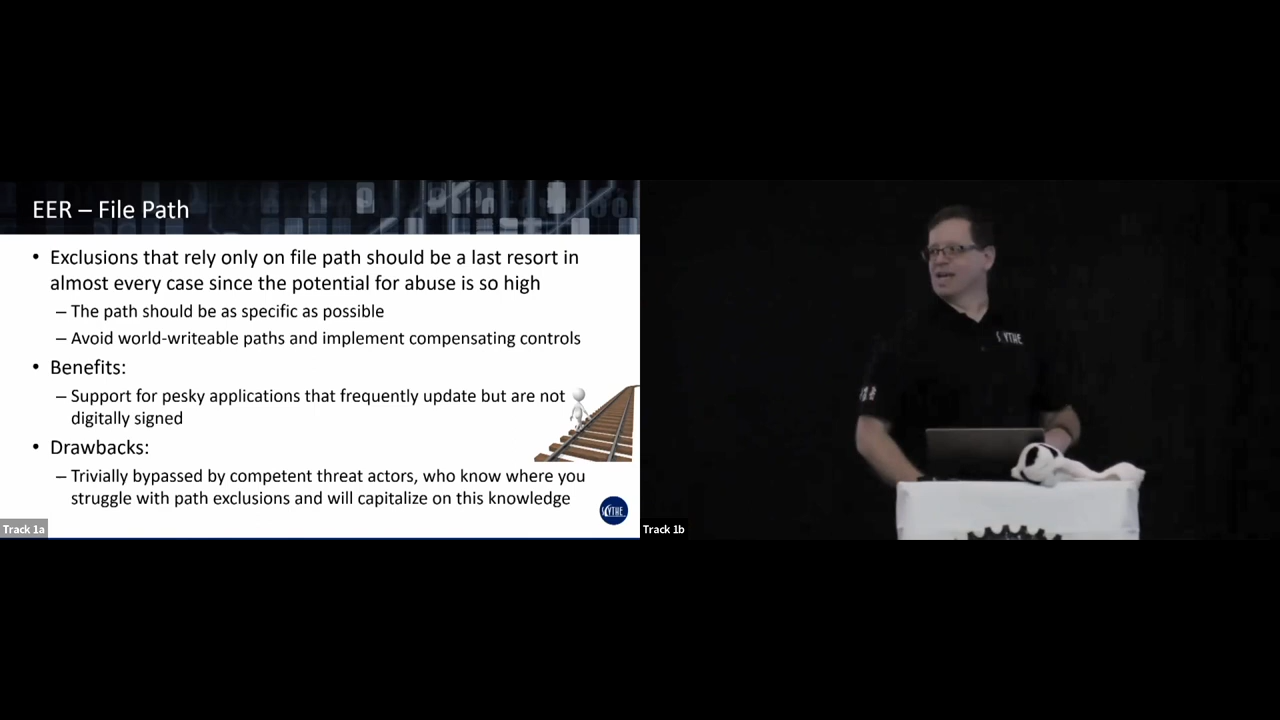 EER – File Path
• Exclusions that rely only on file path should be a last resort in
almost every case since the potential for abuse is so high
– The path should be as specific as possible
– Avoid world-writeable paths and implement compensating controls
• Benefits:
– Support for pesky applications that frequently update but are not
digitally signed
• Drawbacks:
– Trivially bypassed by competent threat actors, who know where you
struggle with path exclusions and will capitalize on this knowledge
SCYTHE
Track 1a
SCYTHE
Track 1b